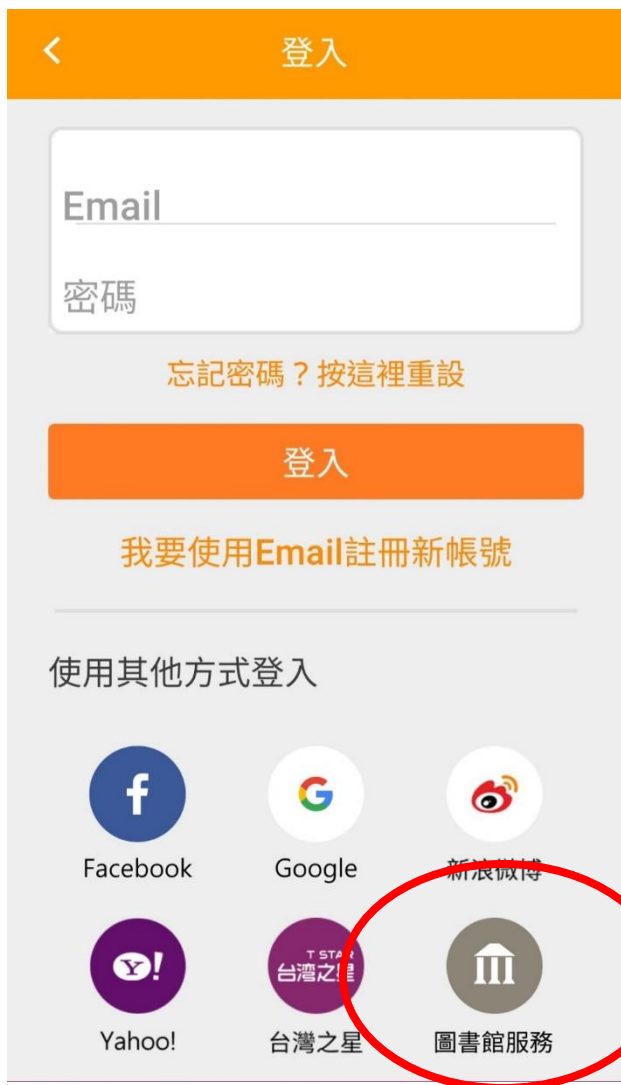 登入
Email
密碼
忘記密碼？按這裡重設
登入
我要使用Email註冊新帳號
使用其他方式登入
f
G
Facebook
Google
新浪微博
Y!
T STAR
台灣之星
Yahoo!
台灣之星
圖書館服務